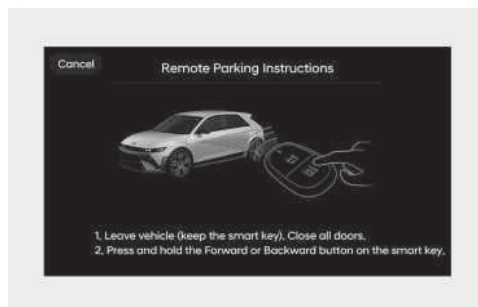 Cancel
Remote Parking Instructions
1, Leave vehicle (keep the smart key), Close all doors,
2, Press and hold the Forward or Backward button on the smart key,